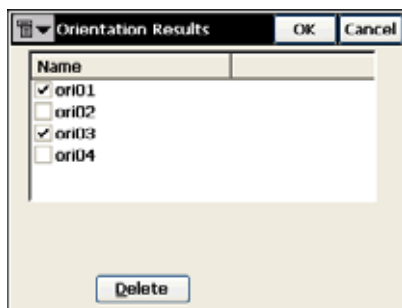 Orientation Results OK Cancel
Name
ori01
ori02
ori03
ori04
Delete